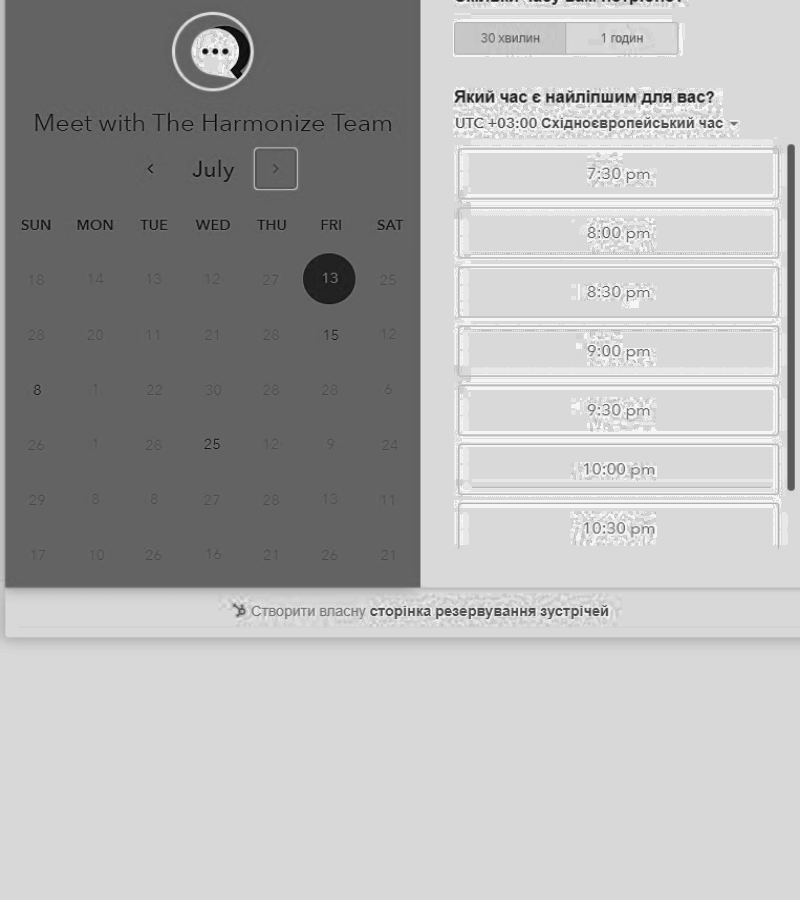 Meet with The Harmonize Team
July
SUN MON TUE WED THU FRI SAT
18 14 13 12 27 13 25
28 20 11 21 28 15 12
8 1 22 30 28 28 6
26 1 28 25 12 9 24
29 8 8 27 28 13 11
17 10 26 16 21 26 21
30 хвилин 1 годин
Який час є найліпшим для вас?
UTC +03:00 Східноєвропейський час
7:30 pm
8:00 pm
8:30 pm
9:00 pm
9:30 pm
10:00 pm
10:30 pm
Створити власну сторінка резервування зустрічей